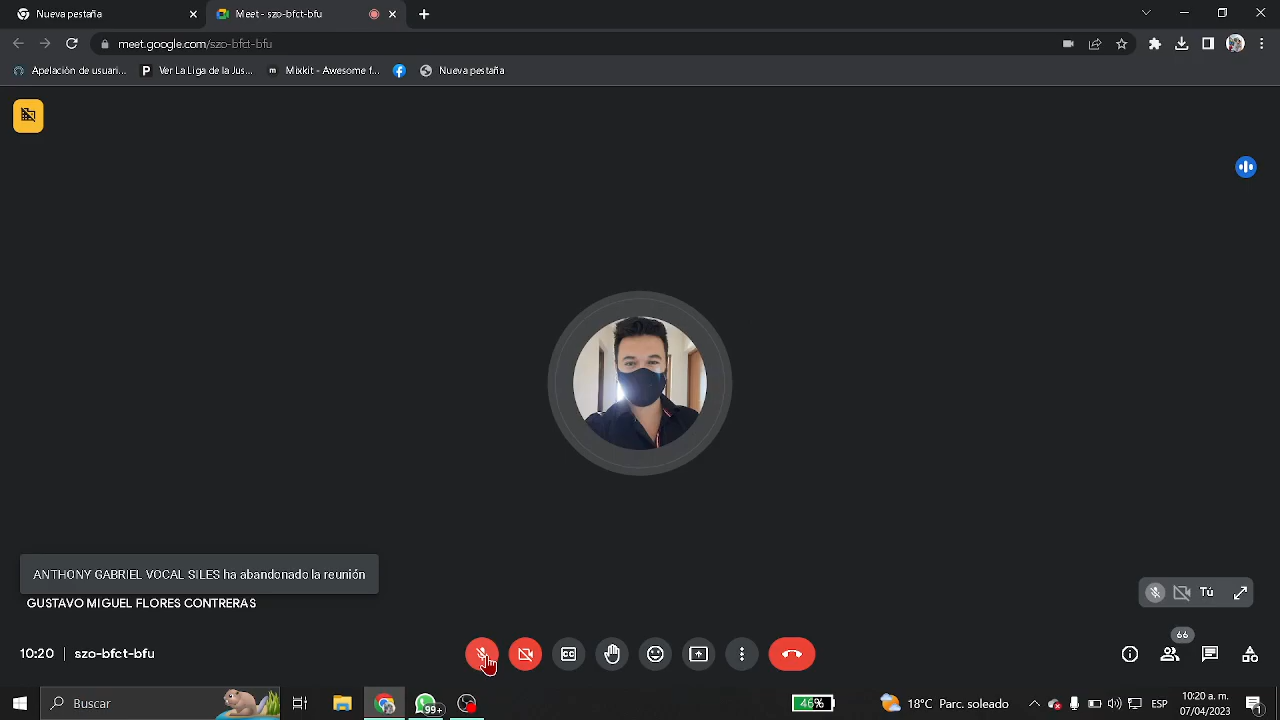 Nueva pestaña
Meet - szo-bfct-bfu
meet.google.com/szo-bfct-bfu
Apelación de usuari...
Ver La Liga de la Jus...
Mixkit - Awesome f...
Nueva pestaña
ANTHONY GABRIEL VOCAL SILES ha abandonado la reunión
GUSTAVO MIGUEL FLORES CONTRERAS
Tú
66
10:20 | szo-bfct-bfu
Buscar
99+
46%
18°C Parc. soleado
ESP
10:20 a. m.
07/04/2023
1